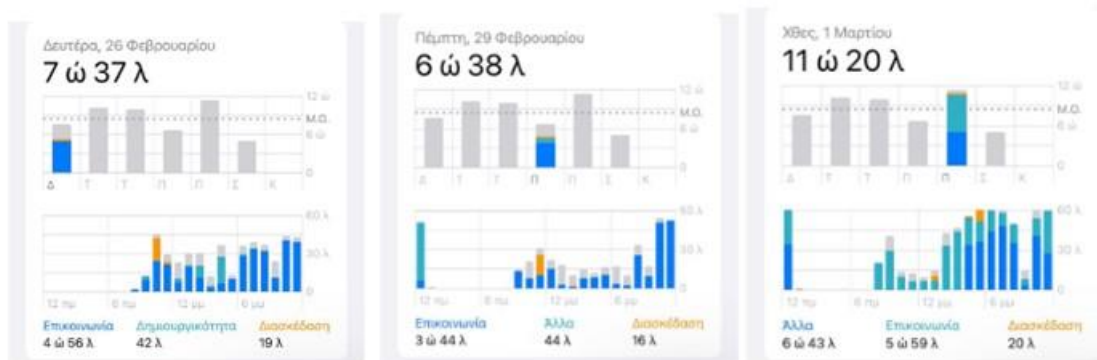 Δευτέρα, 26 Φεβρουαρίου
7 ώ 37 λ
12 ώ
Μ.Ο.
6 ώ
0
Δ Τ Τ Π Π Σ Κ
60 λ
30 λ
0
12 πμ 6 πμ 12 μμ 6 μμ
Επικοινωνία Δημιουργικότητα Διασκέδαση
4 ώ 56 λ 42 λ 19 λ
Πέμπτη, 29 Φεβρουαρίου
6 ώ 38 λ
12 ώ
Μ.Ο.
6 ώ
0
Δ Τ Τ Π Π Σ Κ
60 λ
30 λ
0
12 πμ 6 πμ 12 μμ 6 μμ
Επικοινωνία Άλλα Διασκέδαση
3 ώ 44 λ 44 λ 16 λ
Χθες, 1 Μαρτίου
11 ώ 20 λ
12 ώ
Μ.Ο.
6 ώ
0
Δ Τ Τ Π Π Σ Κ
60 λ
30 λ
0
12 πμ 6 πμ 12 μμ 6 μμ
Άλλα Επικοινωνία Διασκέδαση
6 ώ 43 λ 5 ώ 59 λ 20 λ